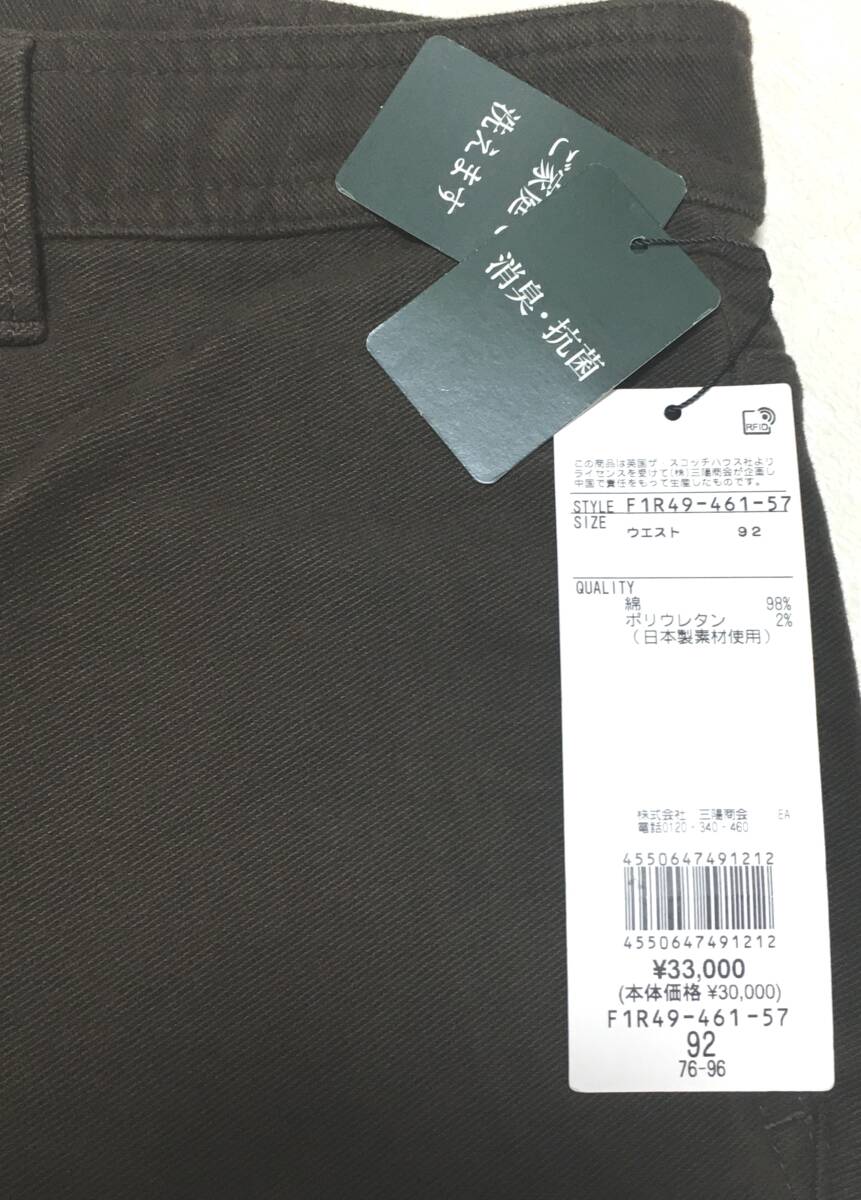 ご家庭
洗えます
消臭・抗菌
RFID
この商品は英国ザ.スコッチハウス社より
ライセンスを受けて(株)三陽商会が企画し
中国で責任をもって生産したものです。
STYLE F1R49-461-57
SIZE
ウエスト 92
QUALITY
綿 98%
ポリウレタン 2%
(日本製素材使用)
株式会社 三陽商会 EA
電話0120-340-460
4550647491212
4550647491212
¥33,000
(本体価格 ¥30,000)
F1R49-461-57
92
76-96